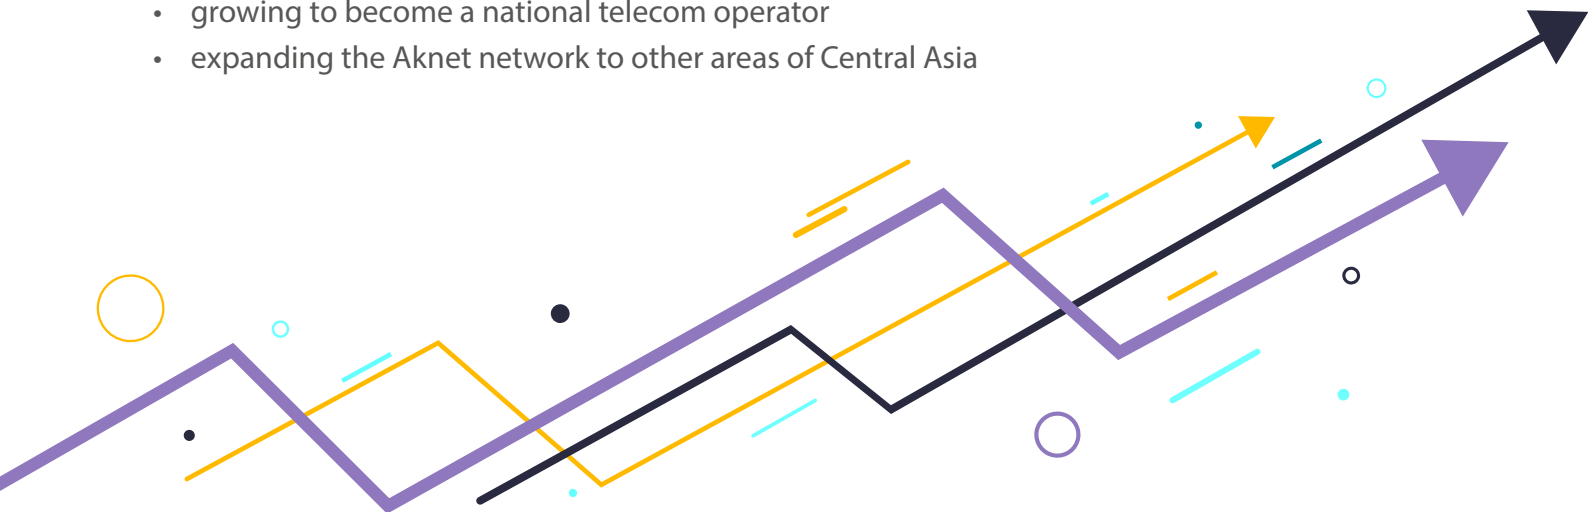 • growing to become a national telecom operator
• expanding the Aknet network to other areas of Central Asia